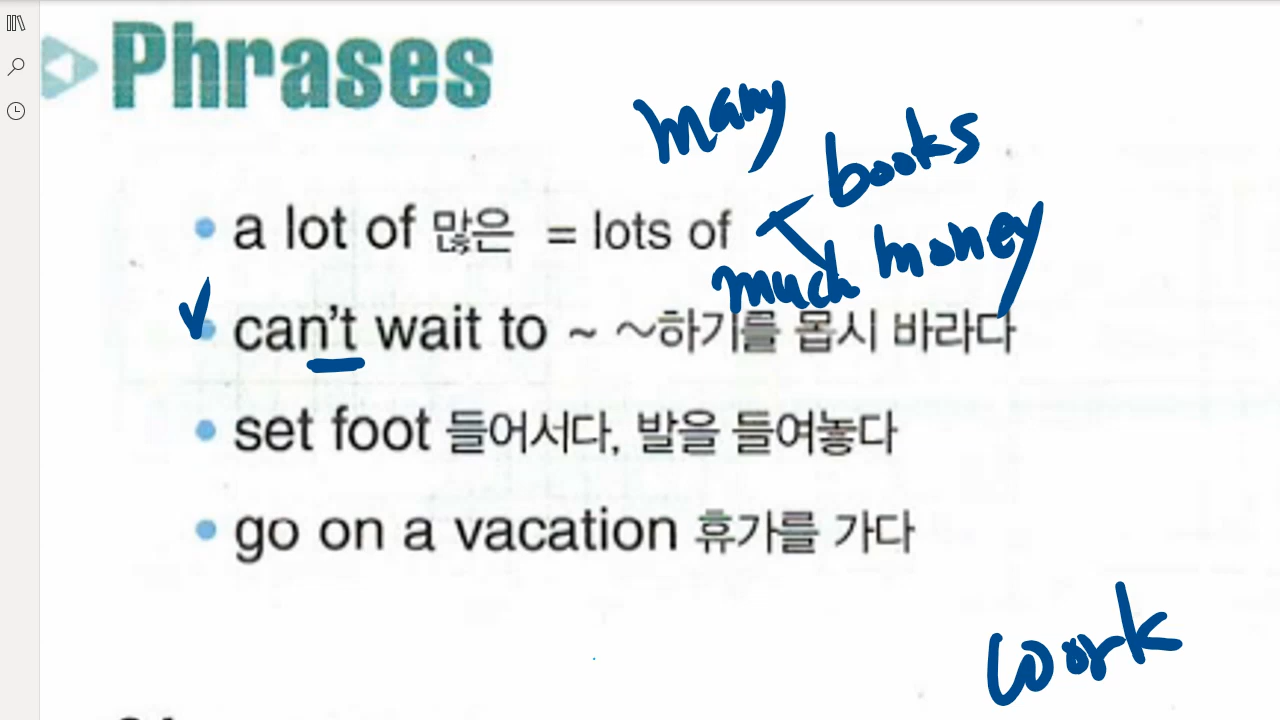 Phrases
many
books
• a lot of 많은 = lots of
much money
• can't wait to ~ ～하기를 몹시 바라다
• set foot 들어서다, 발을 들여놓다
• go on a vacation 휴가를 가다
work